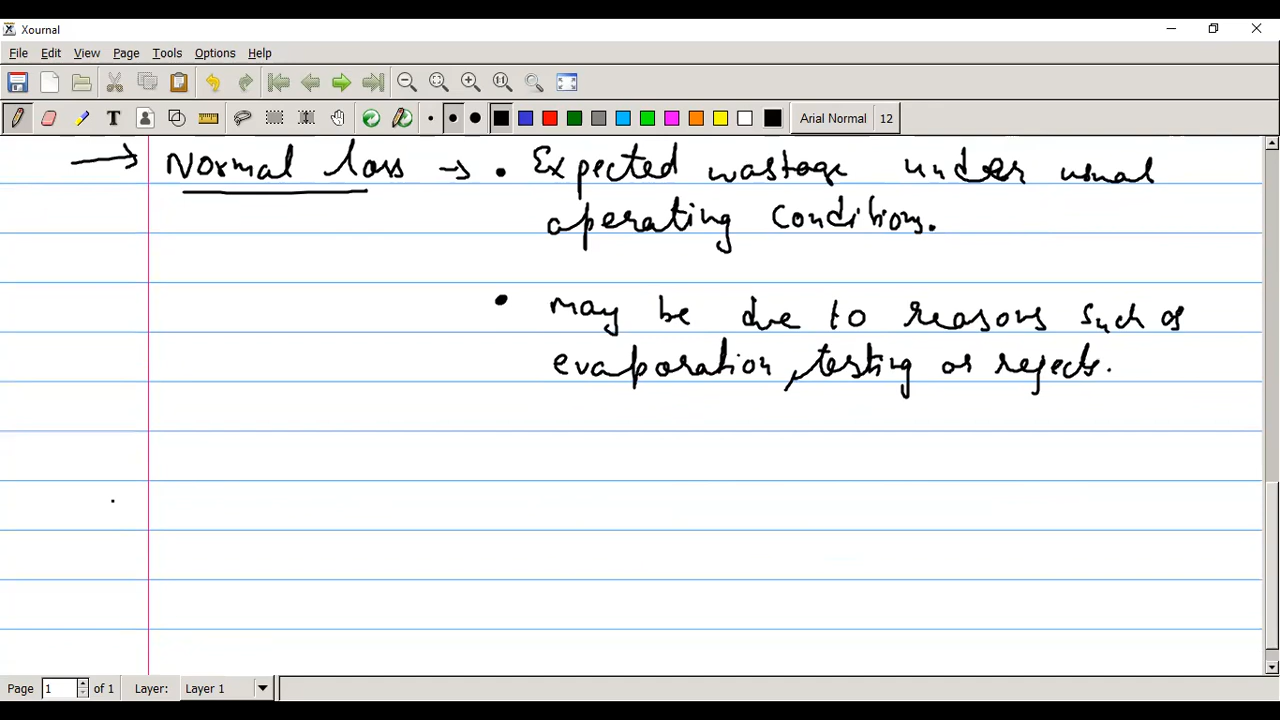 Xournal
File Edit View Page Tools Options Help
Arial Normal 12
→ Normal loss → • Expected wastage under usual
operating conditions.
• may be due to reasons such as
evaporation, testing or rejects.
Page 1 of 1 Layer: Layer 1